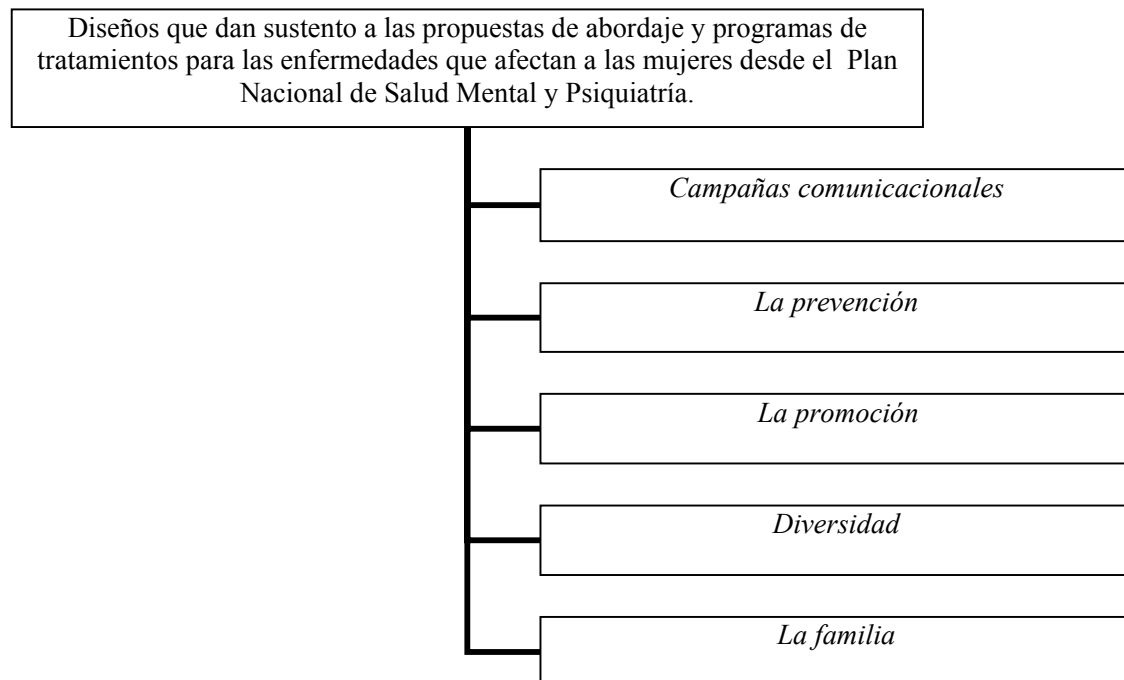 Diseños que dan sustento a las propuestas de abordaje y programas de
tratamientos para las enfermedades que afectan a las mujeres desde el Plan
Nacional de Salud Mental y Psiquiatría.
Campañas comunicacionales
La prevención
La promoción
Diversidad
La familia